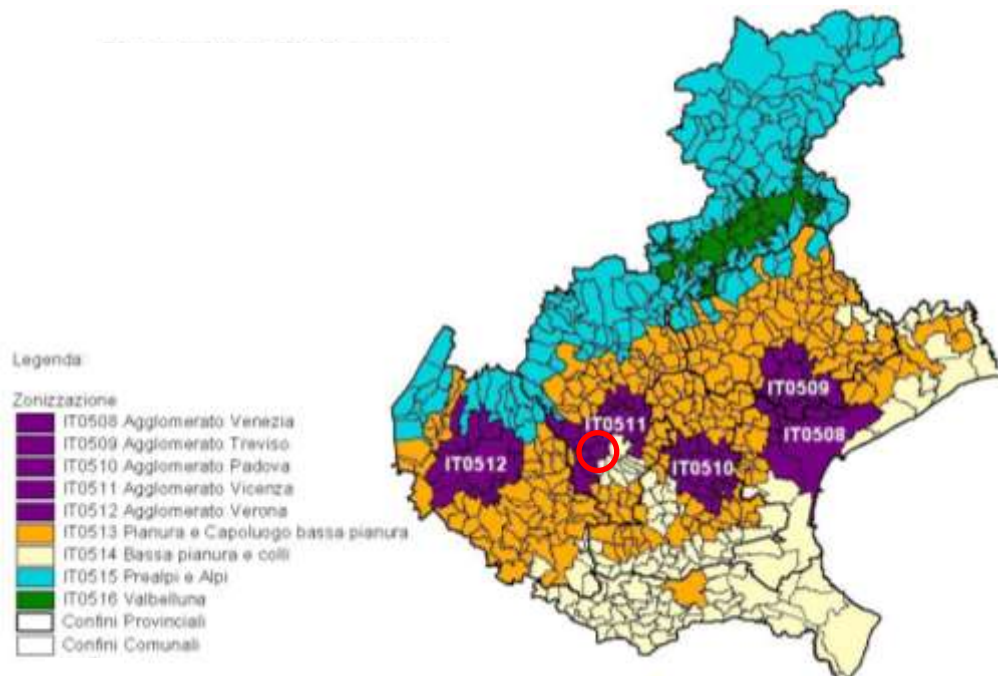 Legenda:
Zonizzazione
IT0508 Agglomerato Venezia
IT0509 Agglomerato Treviso
IT0510 Agglomerato Padova
IT0511 Agglomerato Vicenza
IT0512 Agglomerato Verona
IT0513 Pianura e Capoluogo bassa pianura
IT0514 Bassa pianura e colli
IT0515 Prealpi e Alpi
IT0516 Valbelluna
Confini Provinciali
Confini Comunali
IT0509
IT0511
IT0508
IT0512
IT0510